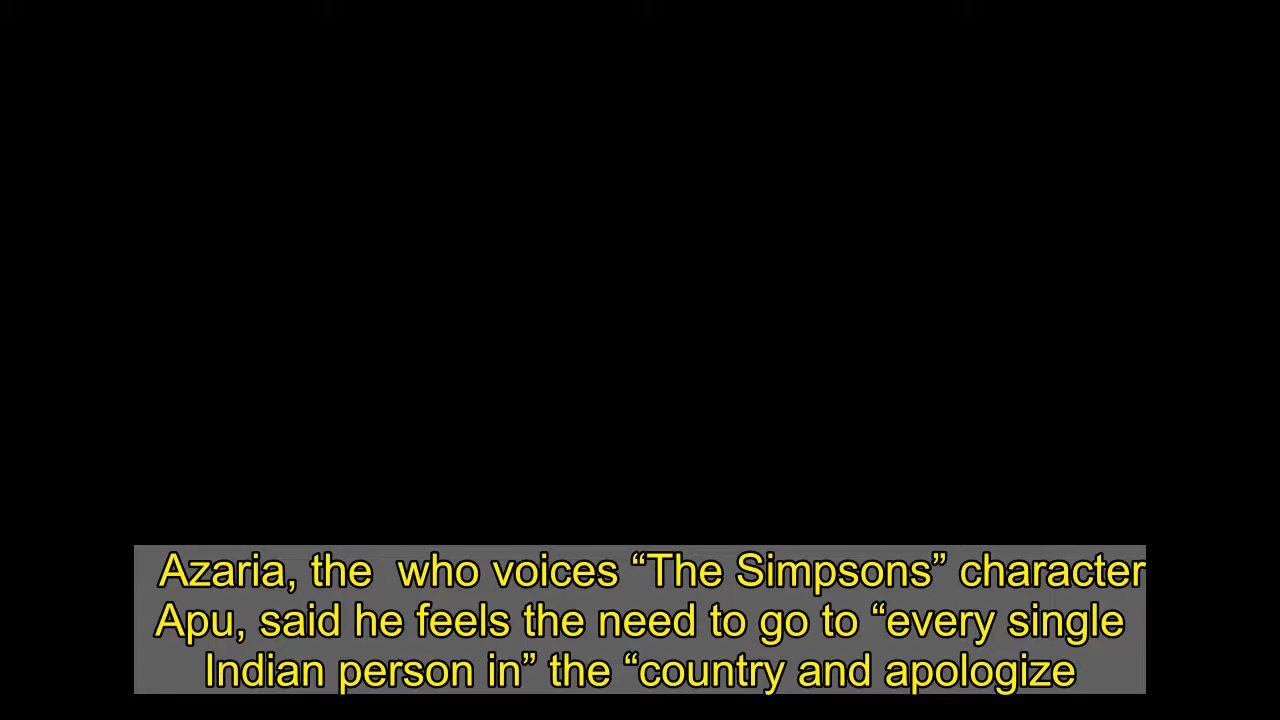 Azaria, the  who voices “The Simpsons” character
Apu, said he feels the need to go to “every single
Indian person in” the “country and apologize